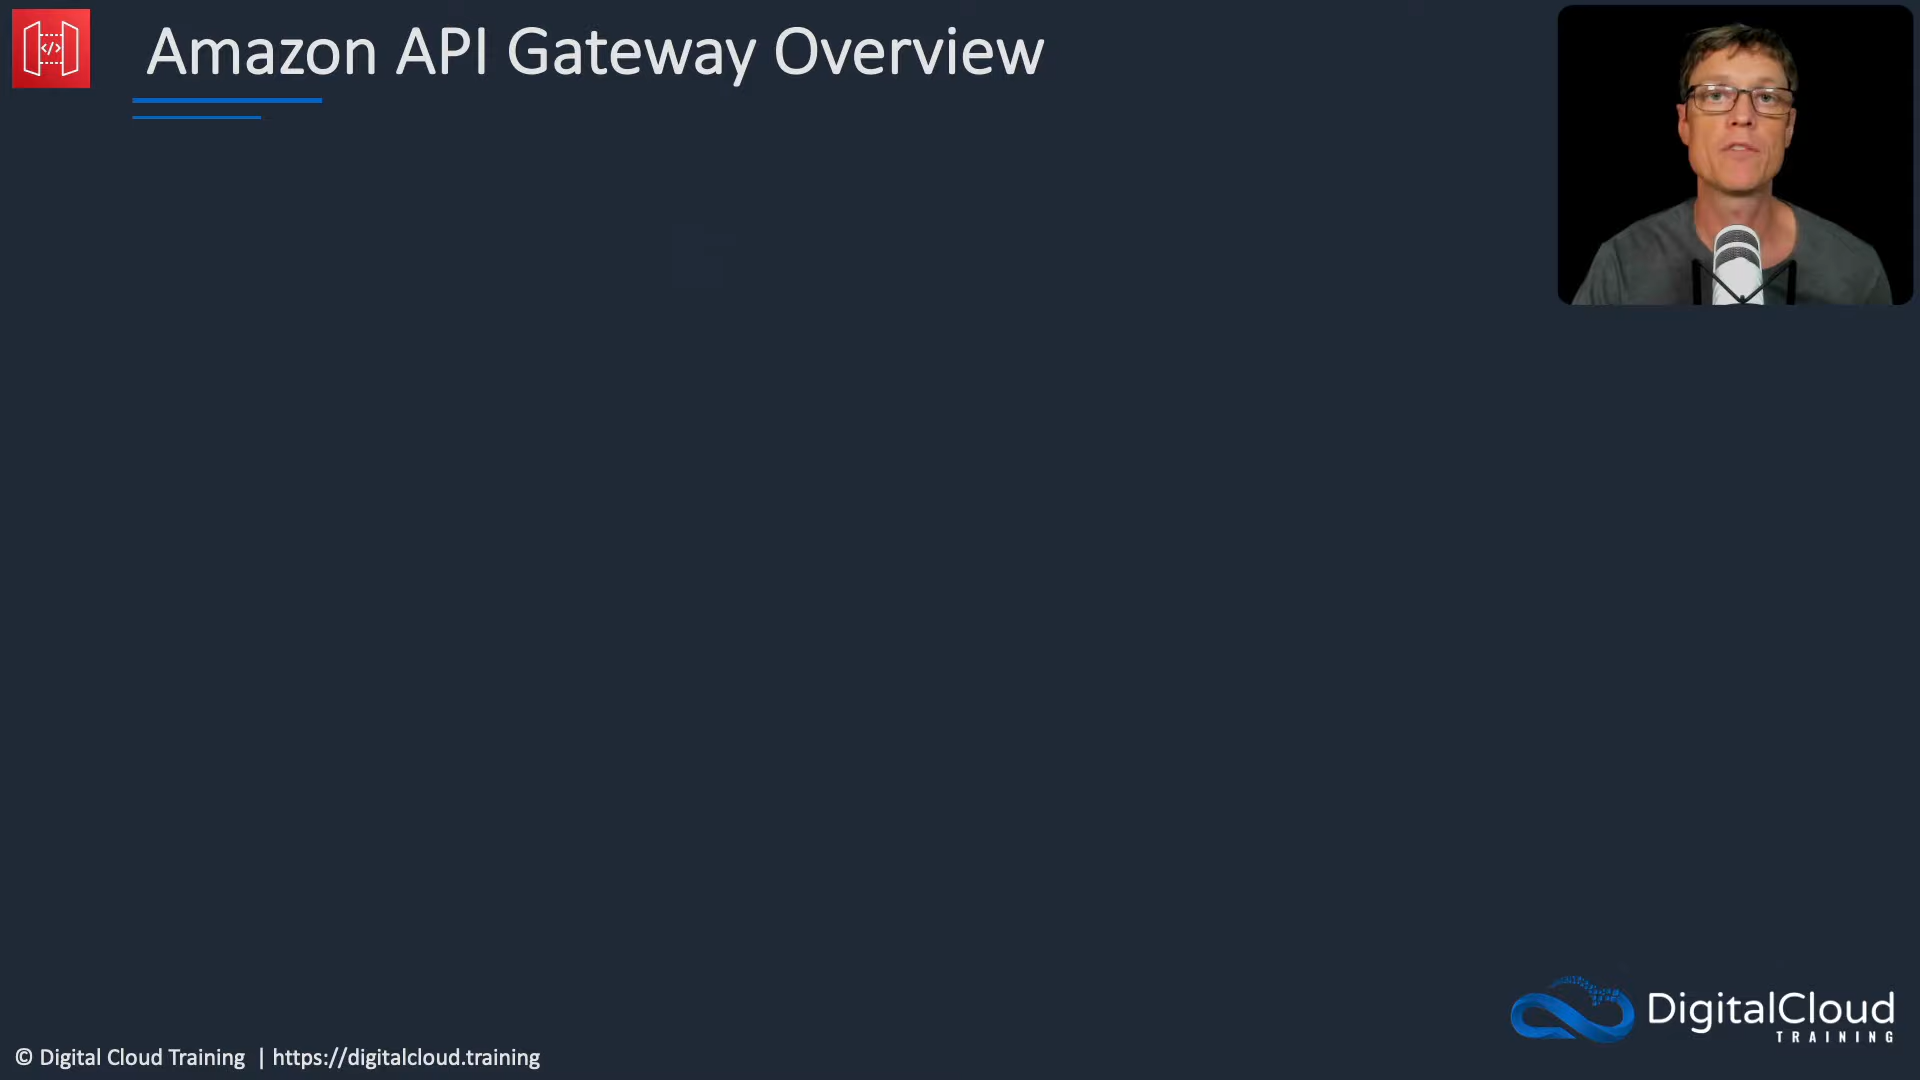 Amazon API Gateway Overview
DigitalCloud
TRAINING
© Digital Cloud Training | https://digitalcloud.training